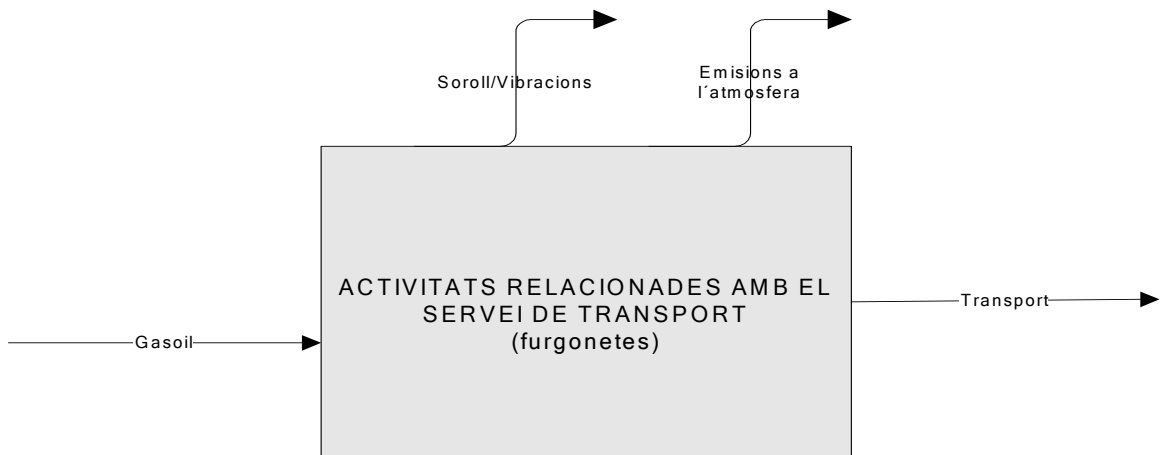 Soroll/Vibracions
Emisions a
l´atmosfera
ACTIVITATS RELACIONADES AMB EL
SERVEI DE TRANSPORT
(furgonetes)
Transport
Gasoil